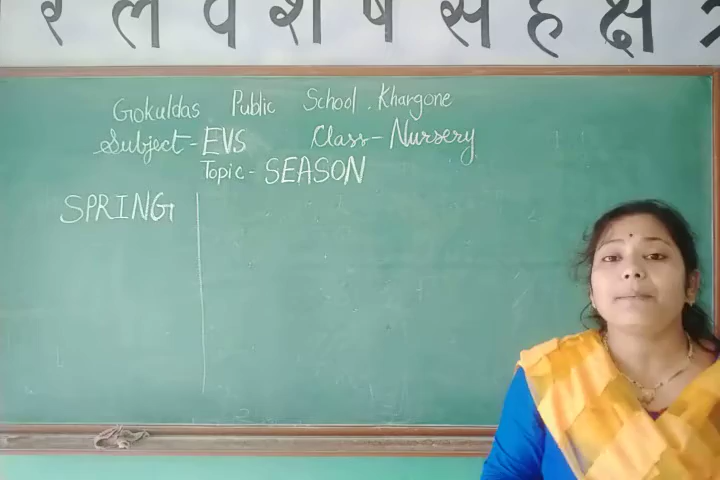 र ल व श ष स ह क्ष
Gokuldas Public School . Khargone
Subject - EVS Class - Nursery
Topic - SEASON
SPRING